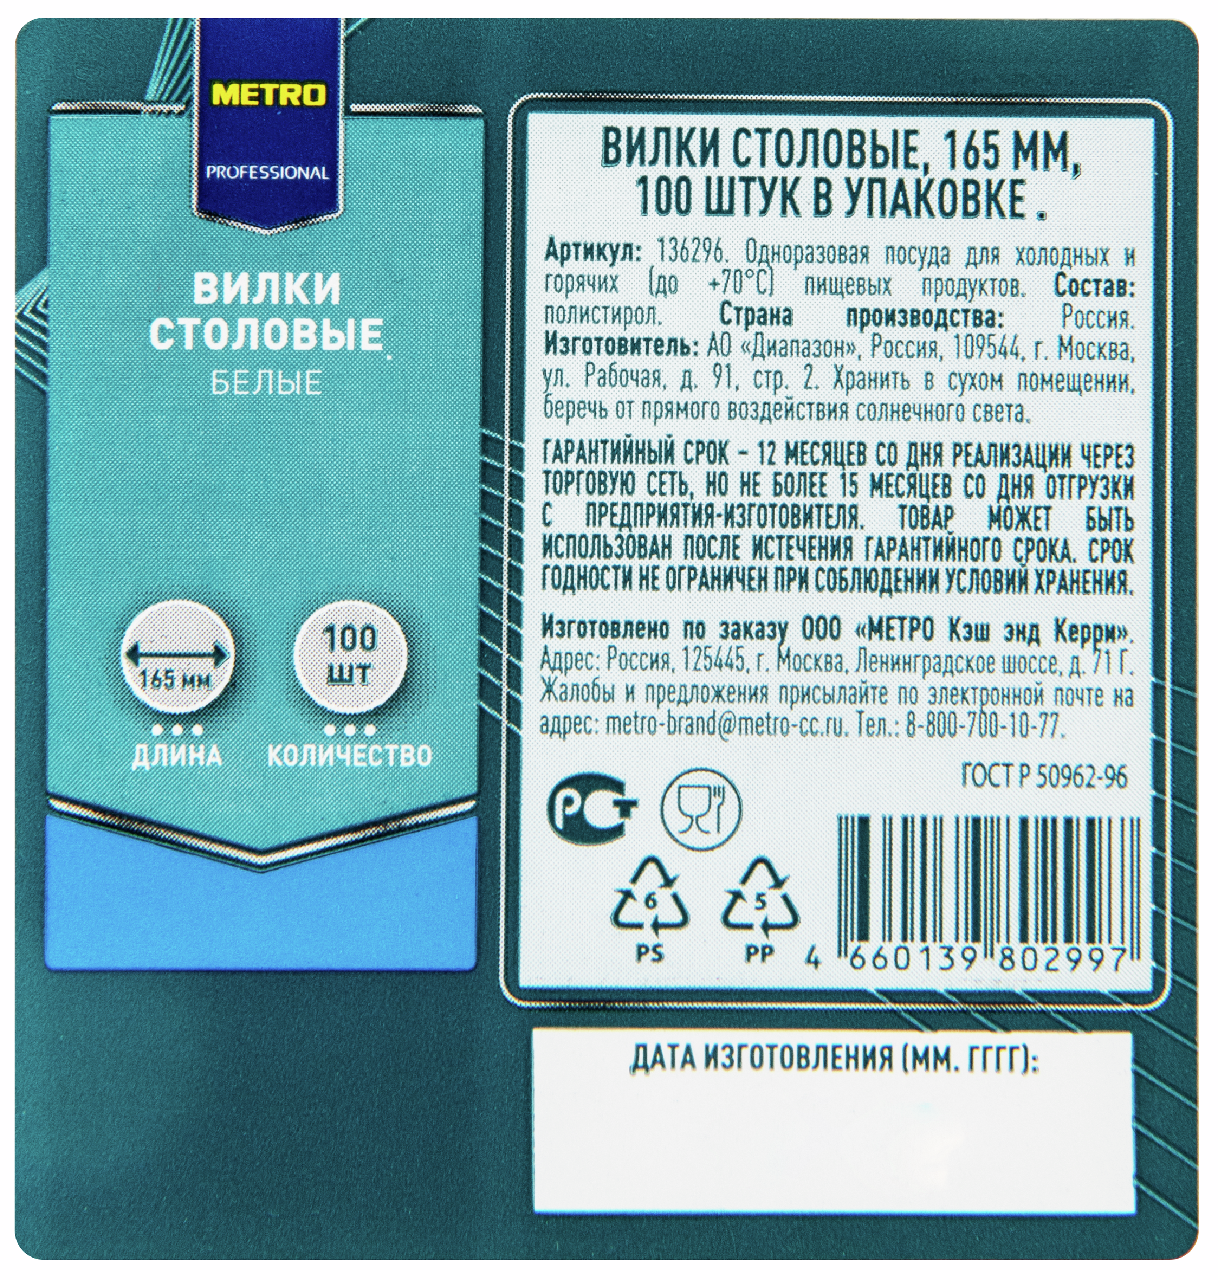 METRO
PROFESSIONAL
ВИЛКИ
СТОЛОВЫЕ.
БЕЛЫЕ
165 мм
100
ШТ
ДЛИНА
КОЛИЧЕСТВО
ВИЛКИ СТОЛОВЫЕ, 165 ММ,
100 ШТУК В УПАКОВКЕ .
Артикул: 136296. Одноразовая посуда для холодных и
горячих (до +70°С) пищевых продуктов. Состав:
полистирол. Страна производства: Россия.
Изготовитель: АО «Диапазон», Россия, 109544, г. Москва,
ул. Рабочая, д. 91, стр. 2. Хранить в сухом помещении,
беречь от прямого воздействия солнечного света.
ГАРАНТИЙНЫЙ СРОК – 12 МЕСЯЦЕВ СО ДНЯ РЕАЛИЗАЦИИ ЧЕРЕЗ
ТОРГОВУЮ СЕТЬ, НО НЕ БОЛЕЕ 15 МЕСЯЦЕВ СО ДНЯ ОТГРУЗКИ
С ПРЕДПРИЯТИЯ-ИЗГОТОВИТЕЛЯ. ТОВАР МОЖЕТ БЫТЬ
ИСПОЛЬЗОВАН ПОСЛЕ ИСТЕЧЕНИЯ ГАРАНТИЙНОГО СРОКА. СРОК
ГОДНОСТИ НЕ ОГРАНИЧЕН ПРИ СОБЛЮДЕНИИ УСЛОВИЙ ХРАНЕНИЯ.
Изготовлено по заказу ООО «МЕТРО Кэш энд Керри».
Адрес: Россия, 125445, г. Москва, Ленинградское шоссе, д. 71 Г.
Жалобы и предложения присылайте по электронной почте на
адрес: metro-brand@metro-cc.ru. Тел.: 8-800-700-10-77.
ГОСТ Р 50962-96
РСТ
6
PS
5
PP
4 660139 802997
ДАТА ИЗГОТОВЛЕНИЯ (ММ. ГГГГ):